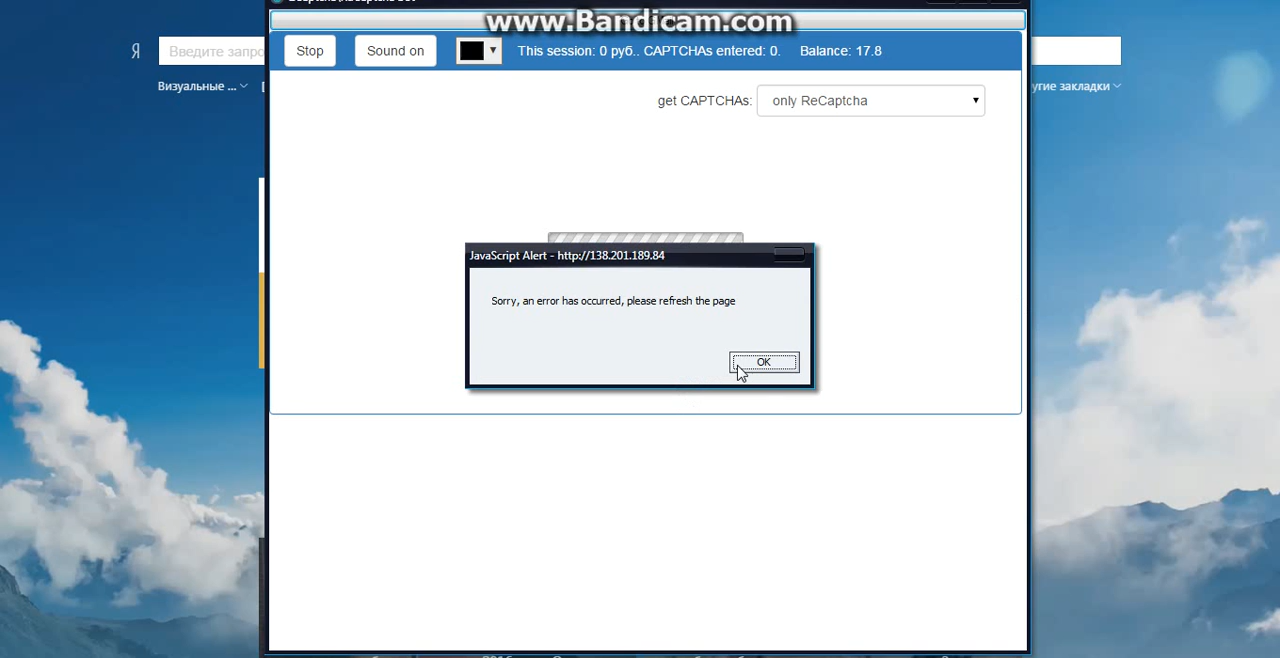 www.Bandicam.com
Я Введите запро
Stop Sound on This session: 0 руб.. CAPTCHAs entered: 0. Balance: 17.8
Визуальные ...
угие закладки
get CAPTCHAs: only ReCaptcha
JavaScript Alert - http://138.201.189.84
Sorry, an error has occurred, please refresh the page
OK